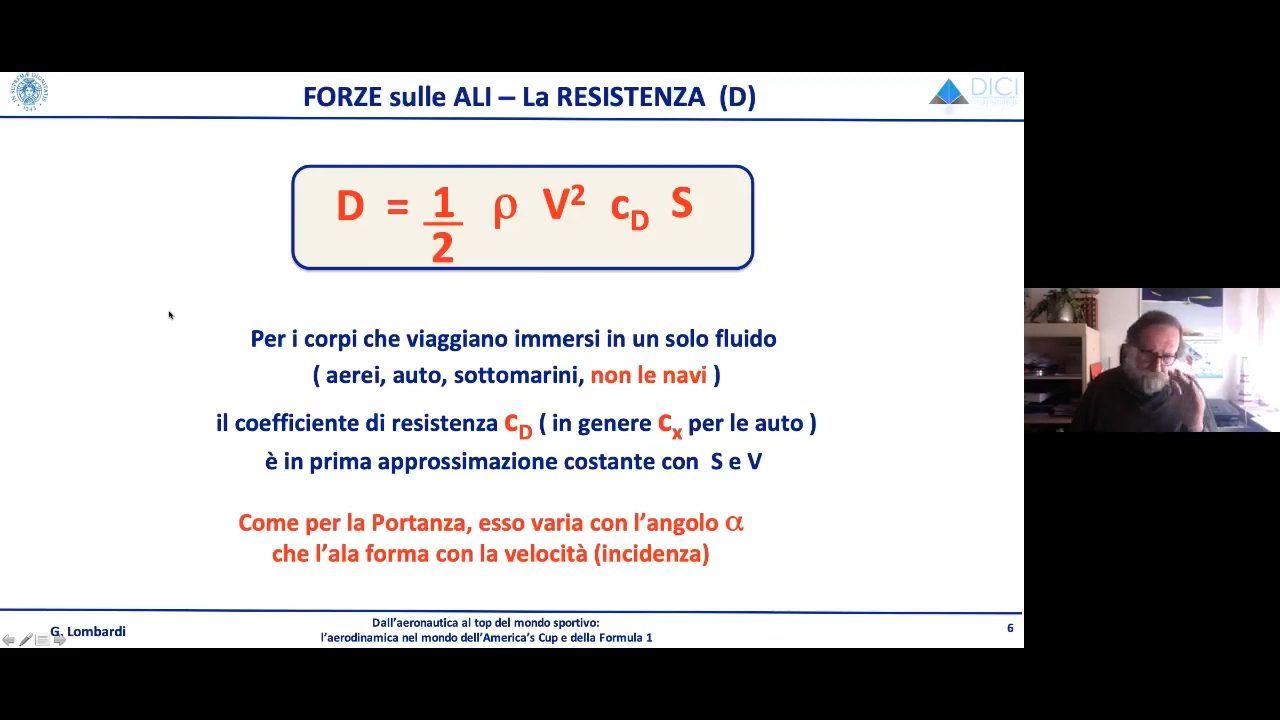 FORZE sulle ALI – La RESISTENZA (D)
DICI
D = 1/2 ρ V² c_D S
Per i corpi che viaggiano immersi in un solo fluido
( aerei, auto, sottomarini, non le navi )
il coefficiente di resistenza c_D ( in genere c_x per le auto )
è in prima approssimazione costante con S e V
Come per la Portanza, esso varia con l'angolo α
che l'ala forma con la velocità (incidenza)
G. Lombardi
Dall'aeronautica al top del mondo sportivo:
l'aerodinamica nel mondo dell'America's Cup e della Formula 1
6